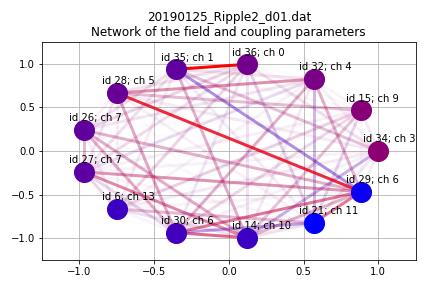 20190125_Ripple2_d01.dat
Network of the field and coupling parameters
id 35; ch 1
id 36; ch 0
id 28; ch 5
id 32; ch 4
id 15; ch 9
id 26; ch 7
id 34; ch 3
id 27; ch 7
id 29; ch 6
id 6; ch 13
id 21; ch 11
id 30; ch 6
id 14; ch 10
1.0
0.5
0.0
−0.5
−1.0
−1.0
−0.5
0.0
0.5
1.0